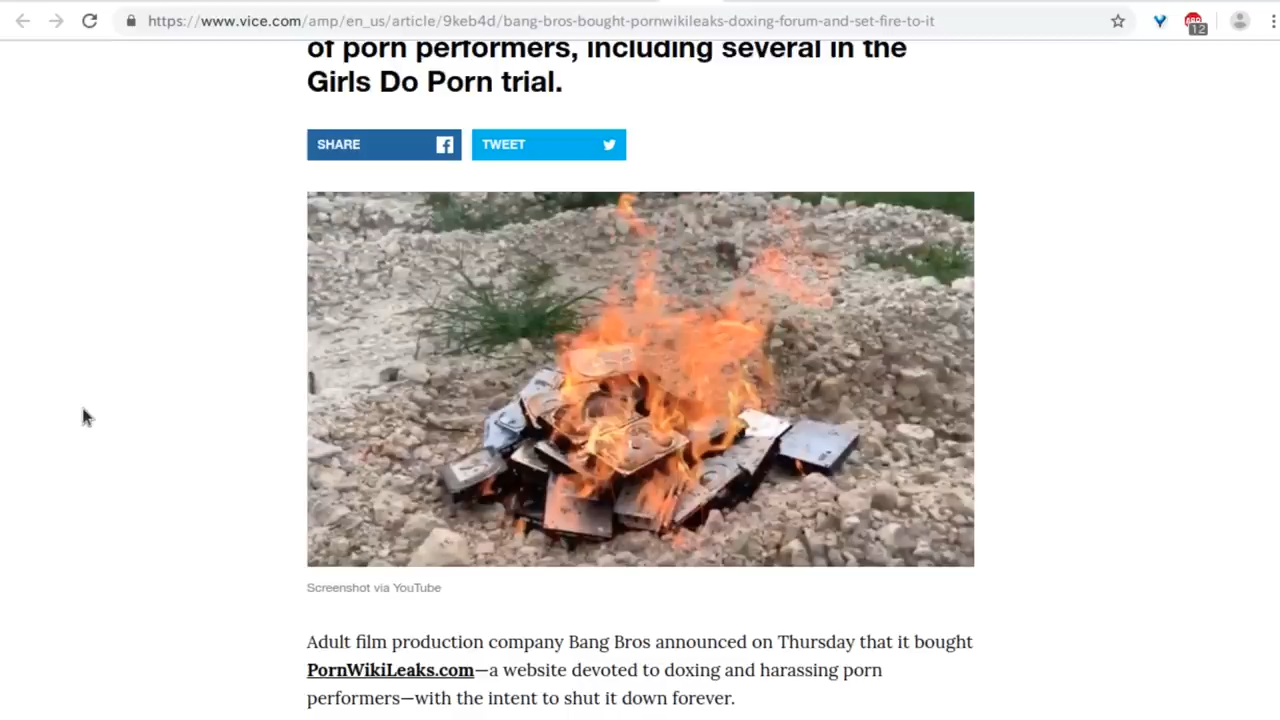 https://www.vice.com/amp/en_us/article/9keb4d/bang-bros-bought-pornwikileaks-doxing-forum-and-set-fire-to-it
12
of porn performers, including several in the
Girls Do Porn trial.
SHARE
TWEET
Screenshot via YouTube
Adult film production company Bang Bros announced on Thursday that it bought
PornWikiLeaks.com—a website devoted to doxing and harassing porn
performers—with the intent to shut it down forever.